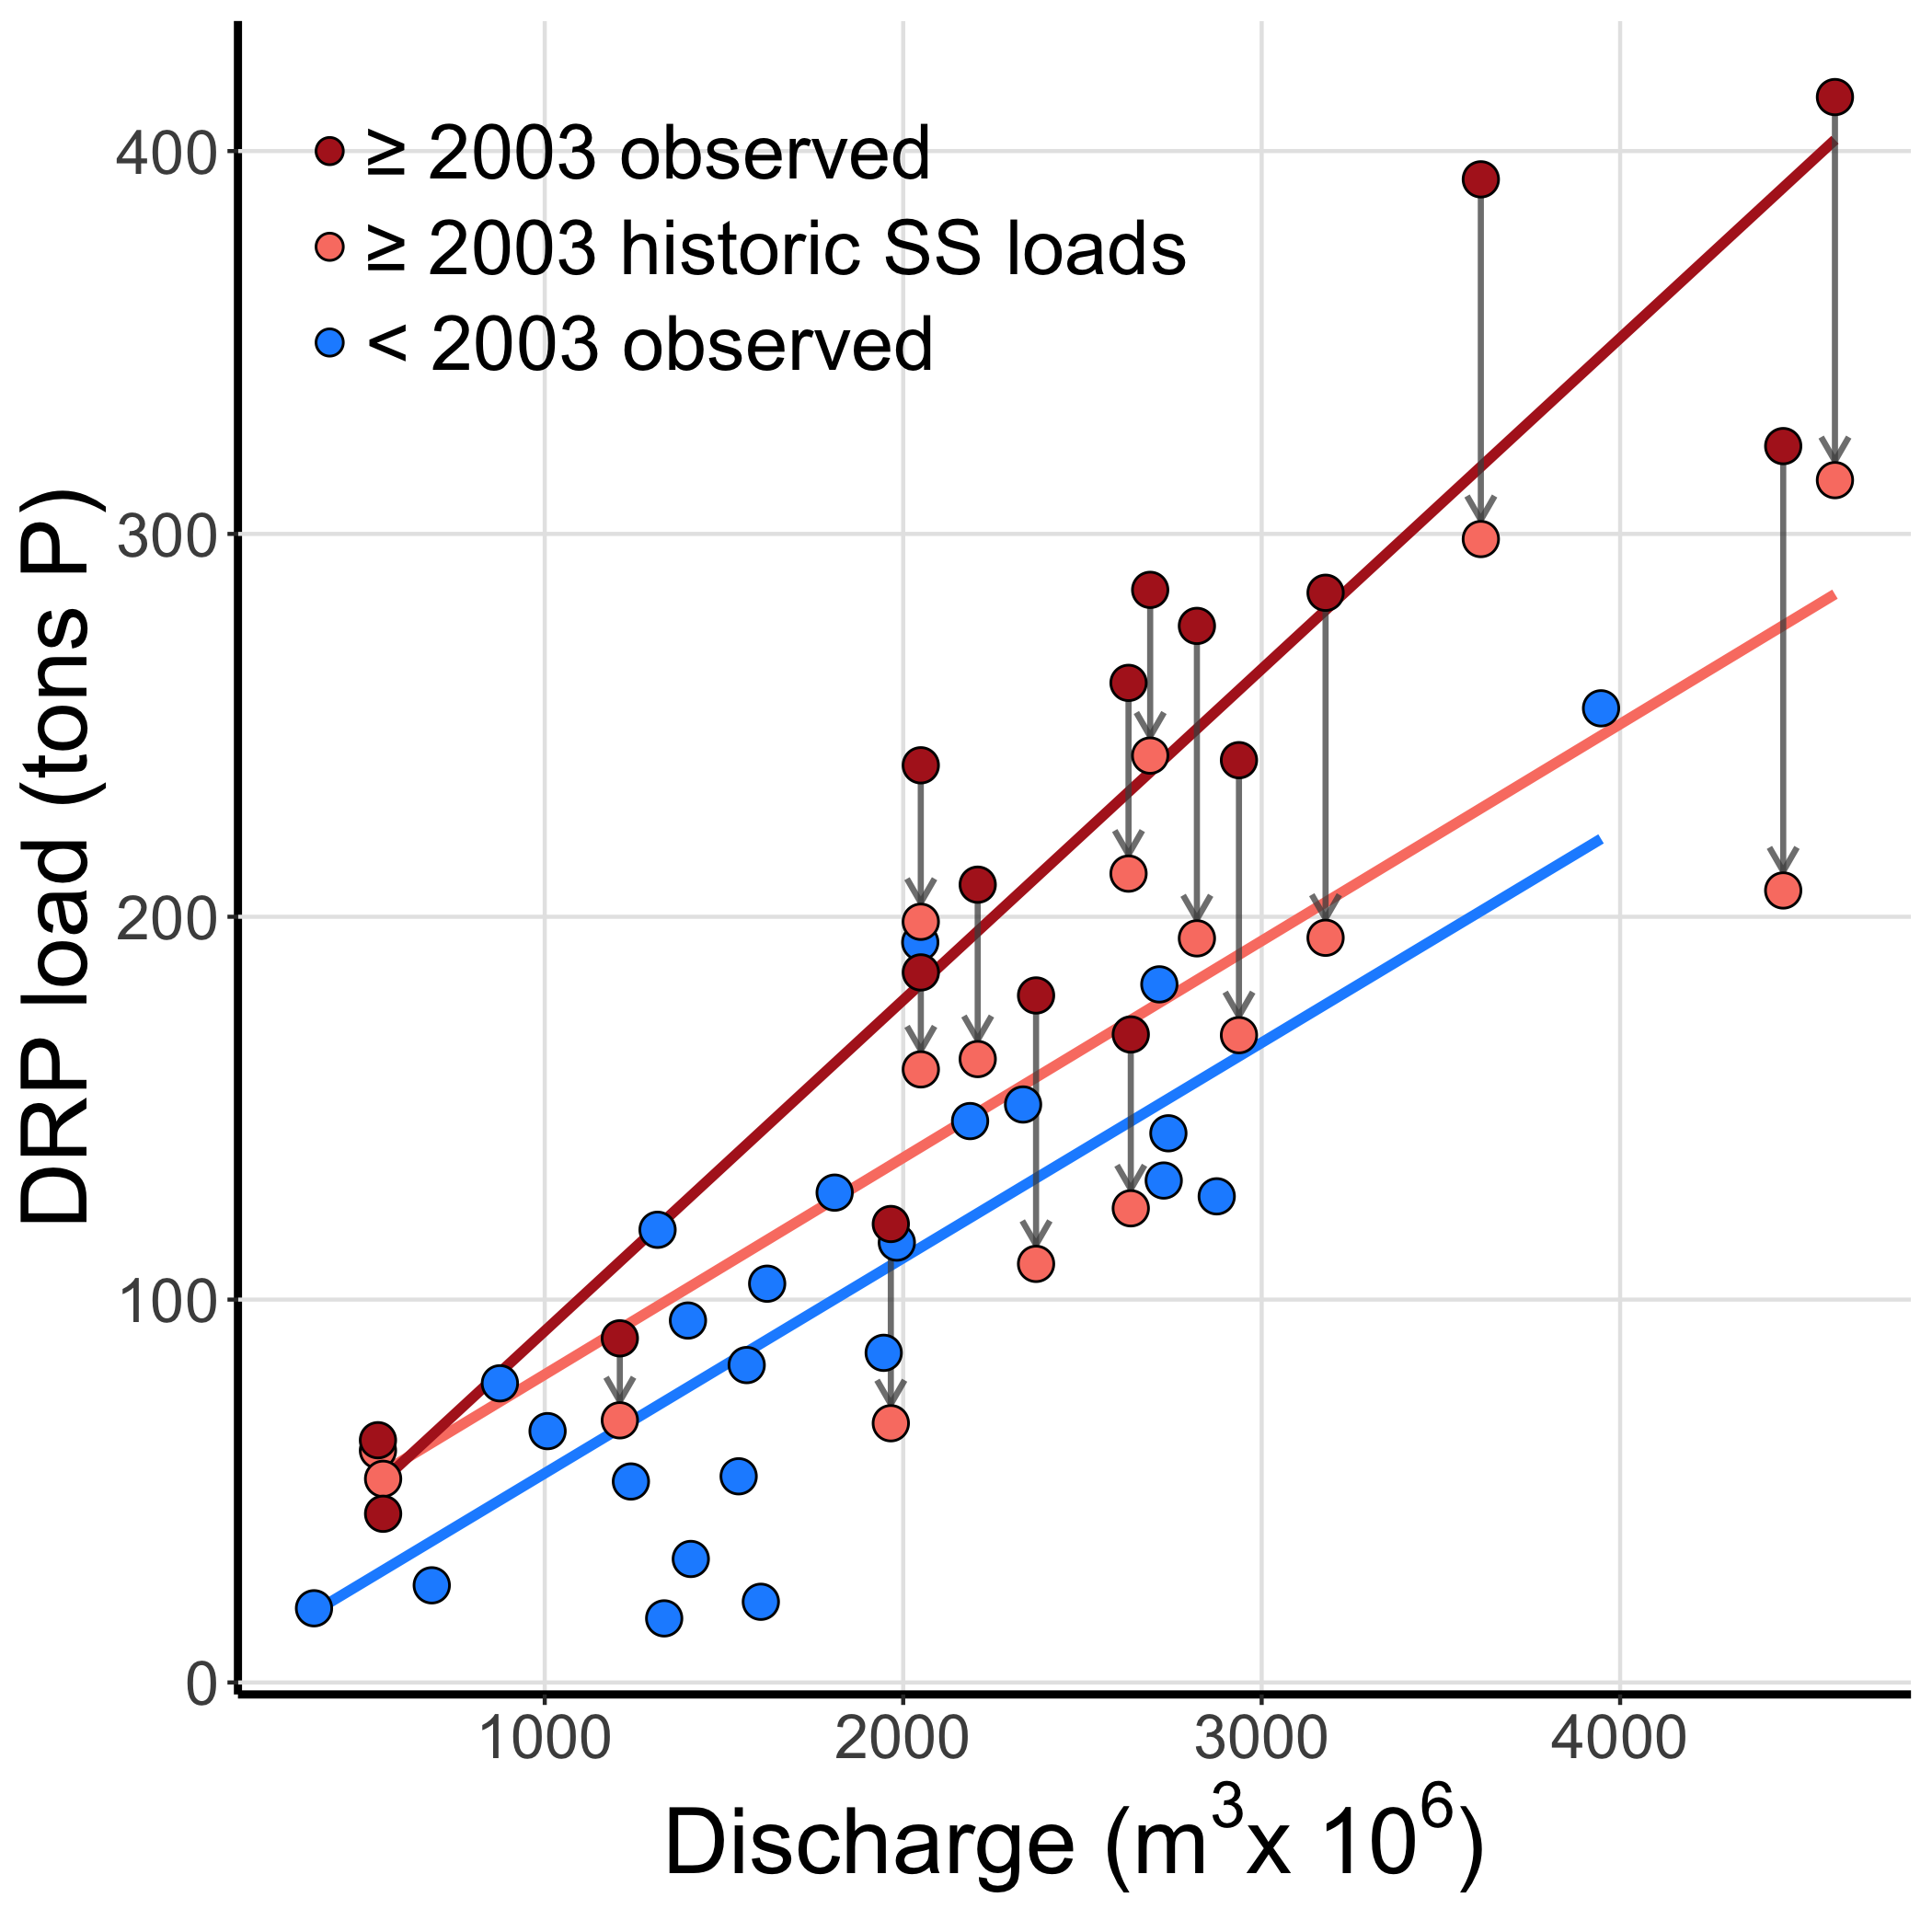 ≥ 2003 observed
≥ 2003 historic SS loads
< 2003 observed
400
300
200
100
0
DRP load (tons P)
1000 2000 3000 4000
Discharge (m³x 10⁶)